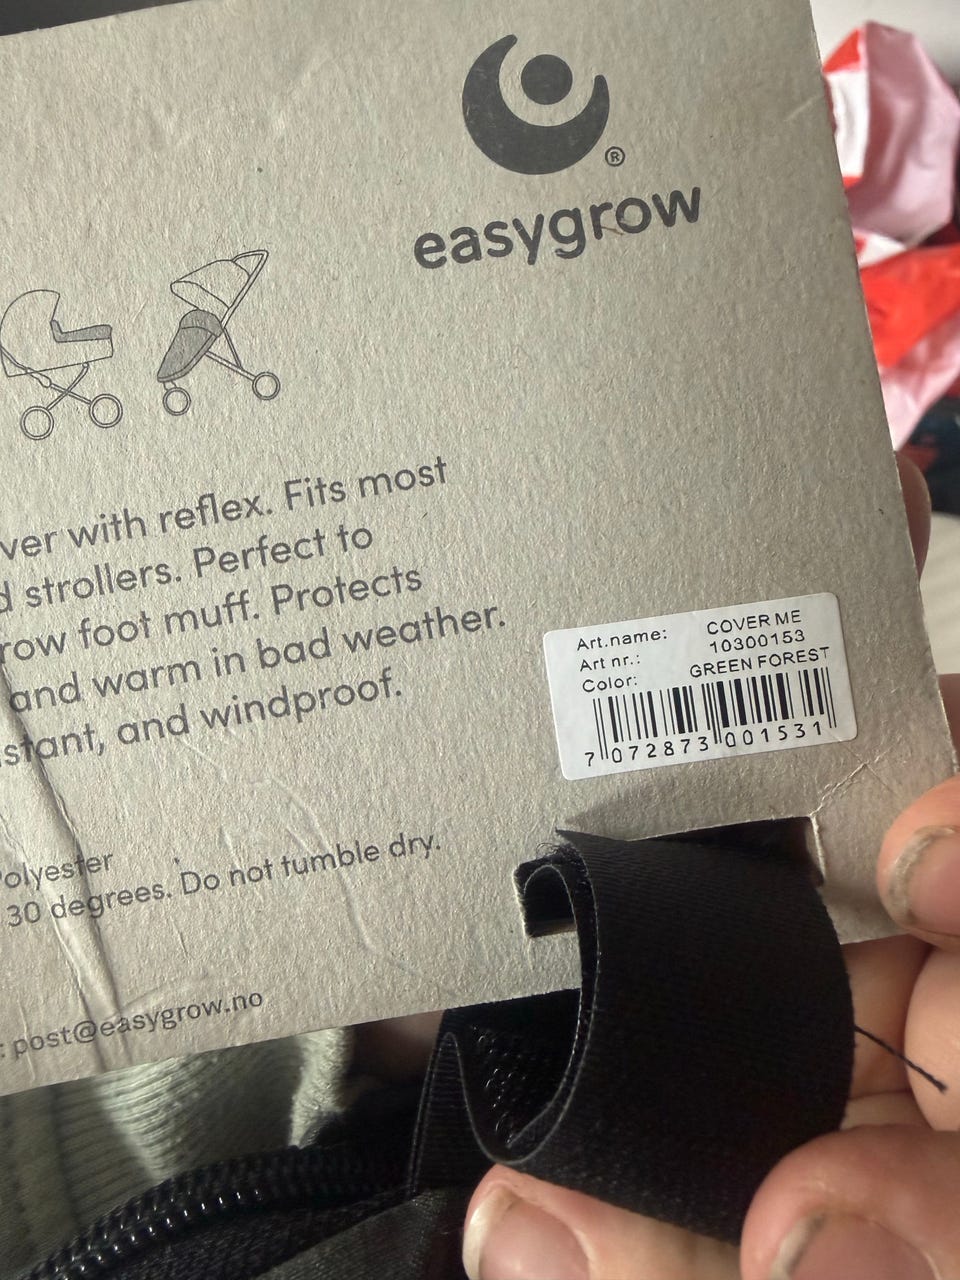 ®
easygrow
ver with reflex. Fits most
d strollers. Perfect to
row foot muff. Protects
and warm in bad weather.
stant, and windproof.
Art.name: COVER ME
Art nr.: 10300153
Color: GREEN FOREST
7 072873 001531
Polyester
30 degrees. Do not tumble dry.
: post@easygrow.no